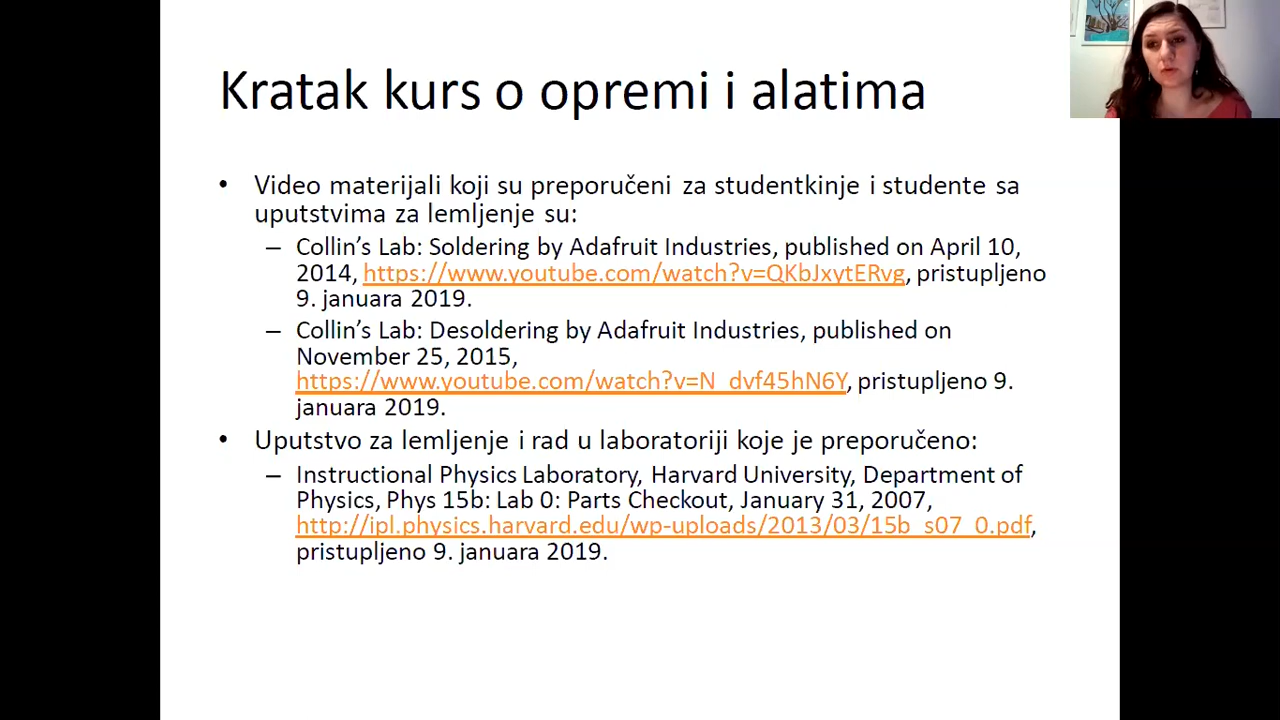 Kratak kurs o opremi i alatima
• Video materijali koji su preporučeni za studentkinje i studente sa
uputstvima za lemljenje su:
– Collin’s Lab: Soldering by Adafruit Industries, published on April 10,
2014, https://www.youtube.com/watch?v=QKbJxytERvg, pristupljeno
9. januara 2019.
– Collin’s Lab: Desoldering by Adafruit Industries, published on
November 25, 2015,
https://www.youtube.com/watch?v=N_dvf45hN6Y, pristupljeno 9.
januara 2019.
• Uputstvo za lemljenje i rad u laboratoriji koje je preporučeno:
– Instructional Physics Laboratory, Harvard University, Department of
Physics, Phys 15b: Lab 0: Parts Checkout, January 31, 2007,
http://ipl.physics.harvard.edu/wp-uploads/2013/03/15b_s07_0.pdf,
pristupljeno 9. januara 2019.